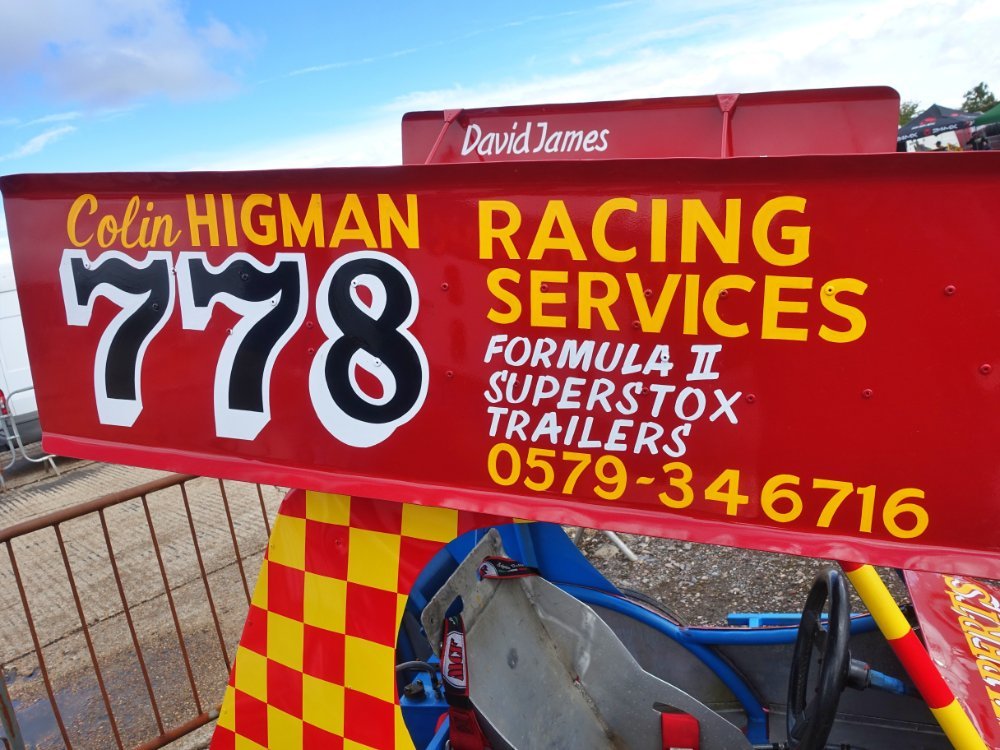 David James
Colin HIGMAN
778
RACING
SERVICES
FORMULA II
SUPERSTOX
TRAILERS
0579-346716